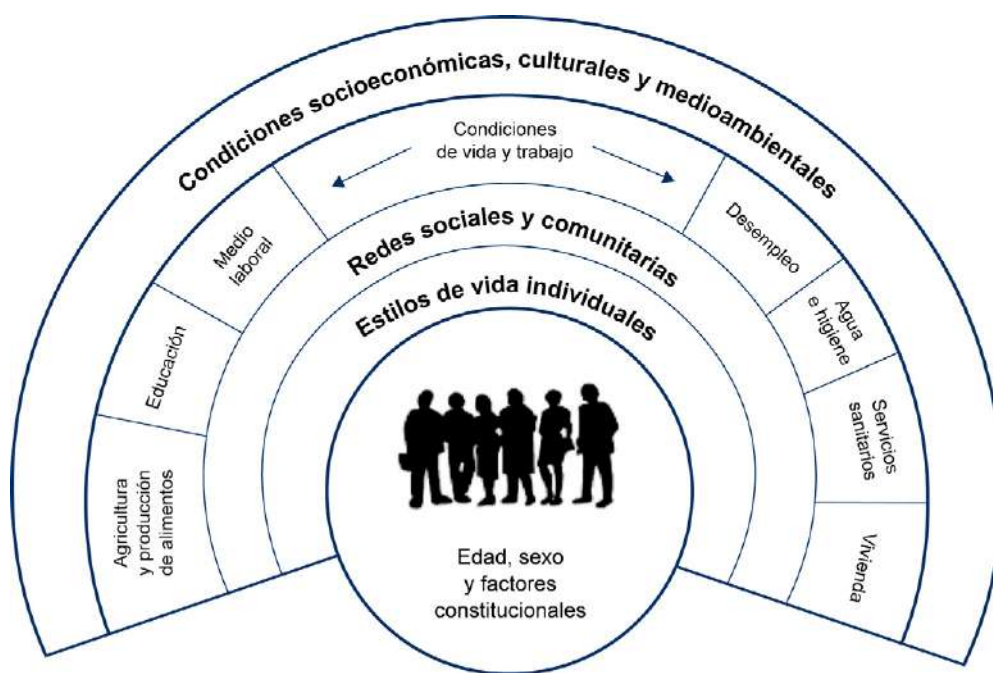 Condiciones socioeconómicas, culturales y medioambientales
Condiciones
de vida y trabajo
Agricultura
y producción
de alimentos
Educación
Medio
laboral
Desempleo
Agua
e higiene
Servicios
sanitarios
Vivienda
Redes sociales y comunitarias
Estilos de vida individuales
Edad, sexo
y factores
constitucionales